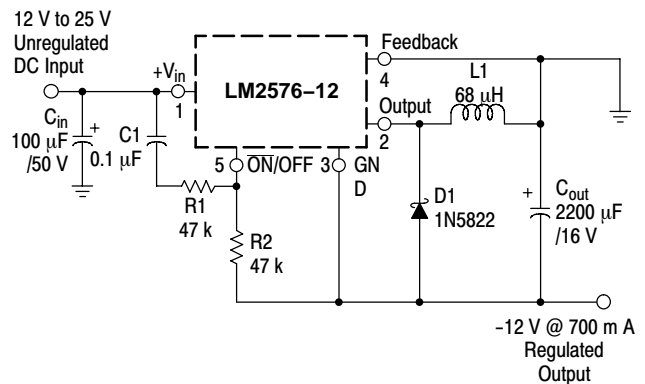 12 V to 25 V
Unregulated
DC Input
+Vin
1
LM2576–12
Feedback
4
L1
68 μH
Output
2
Cin
100 μF
/50 V
+
C1
0.1
μF
5
ON/OFF
3
GN
D
R1
47 k
R2
47 k
D1
1N5822
+
Cout
2200 μF
/16 V
–12 V @ 700 m A
Regulated
Output